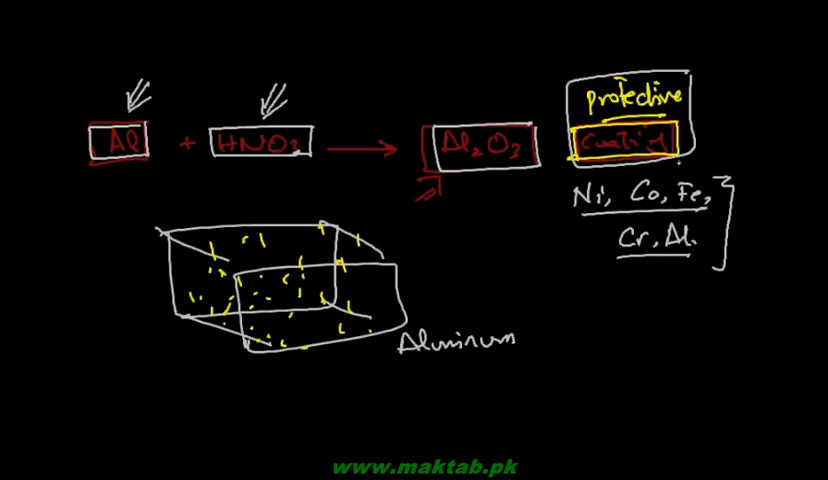 protective
Al + HNO3 → Al2O3 coating
Ni, Co, Fe,
Cr, Al.
Aluminum
www.maktab.pk